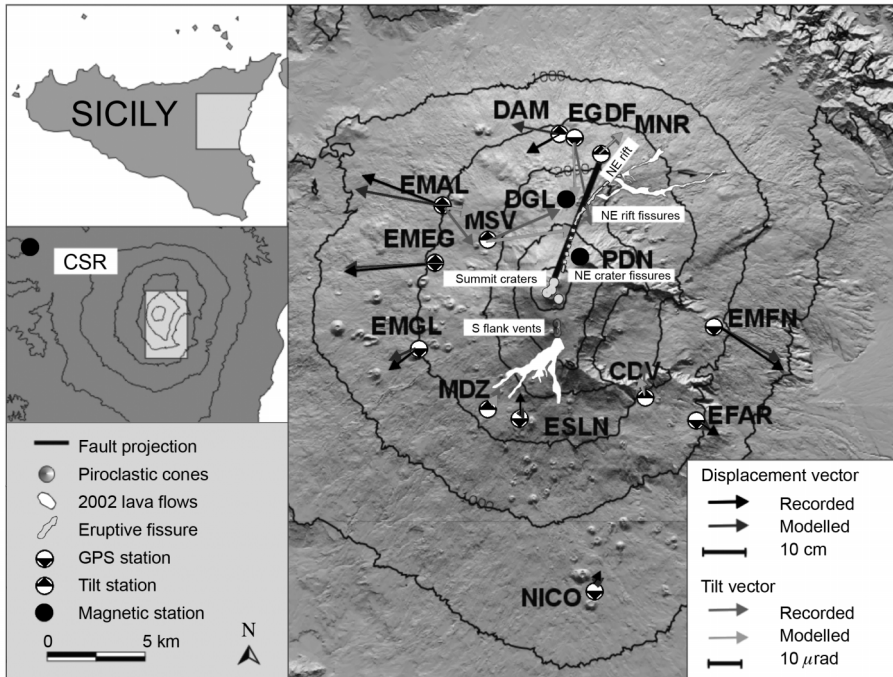 SICILY
CSR
Fault projection
Piroclastic cones
2002 lava flows
Eruptive fissure
GPS station
Tilt station
Magnetic station
0 5 km
N
1000
DAM
EGDF
MNR
NE rift
EMAL
DGL
MSV
NE rift fissures
EMEG
PDN
Summit craters
NE crater fissures
EMGL
S flank vents
EMFN
MDZ
CDV
ESLN
EFAR
NICO
Displacement vector
Recorded
Modelled
10 cm
Tilt vector
Recorded
Modelled
10 μrad